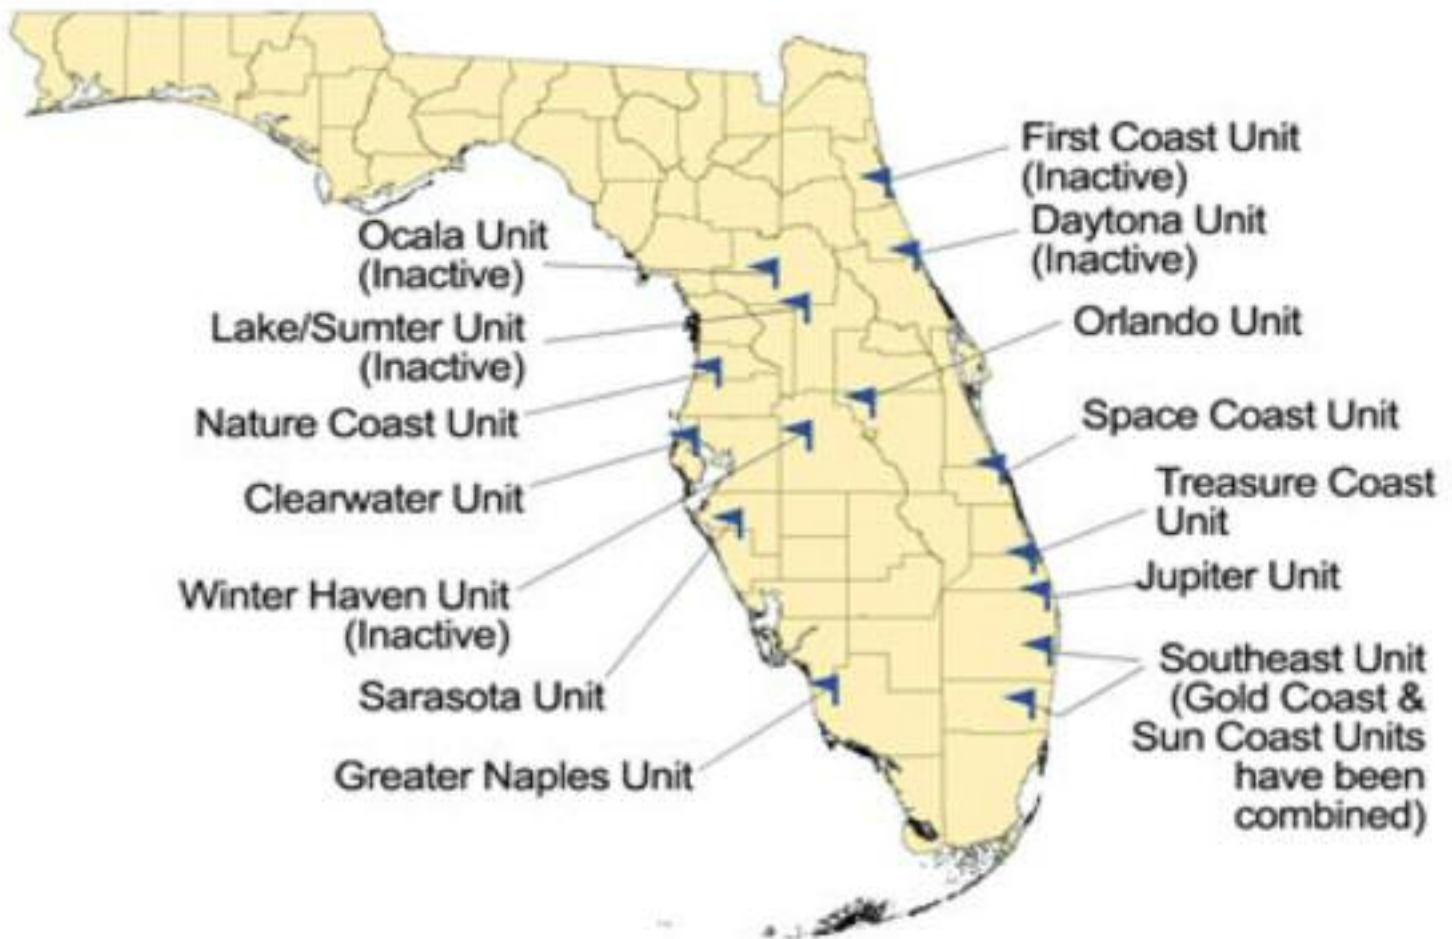 First Coast Unit
(Inactive)
Daytona Unit
(Inactive)
Ocala Unit
(Inactive)
Lake/Sumter Unit
(Inactive)
Orlando Unit
Nature Coast Unit
Space Coast Unit
Clearwater Unit
Treasure Coast
Unit
Winter Haven Unit
(Inactive)
Jupiter Unit
Sarasota Unit
Southeast Unit
(Gold Coast &
Sun Coast Units
have been
combined)
Greater Naples Unit